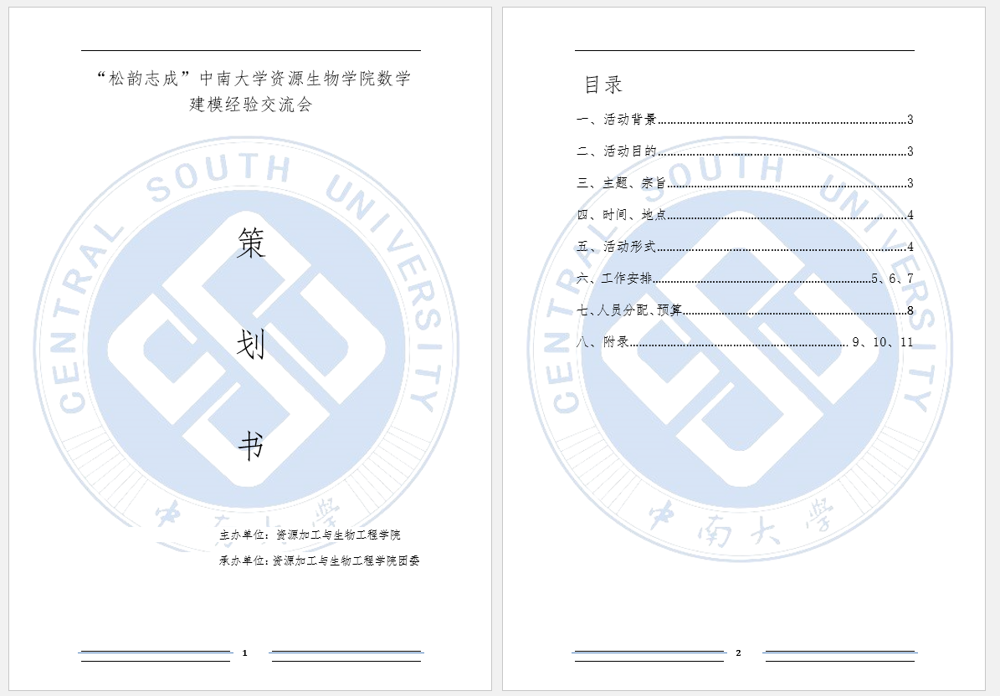 “松韵志成”中南大学资源生物学院数学
建模经验交流会
CENTRAL SOUTH UNIVERSITY
策
划
书
中南大学
主办单位：资源加工与生物工程学院
承办单位：资源加工与生物工程学院团委
1
目录
一、活动背景……3
二、活动目的……3
三、主题、宗旨……3
四、时间、地点……4
五、活动形式……4
六、工作安排……5、6、7
七、人员分配、预算……8
八、附录……9、10、11
CENTRAL SOUTH UNIVERSITY
中南大学
2